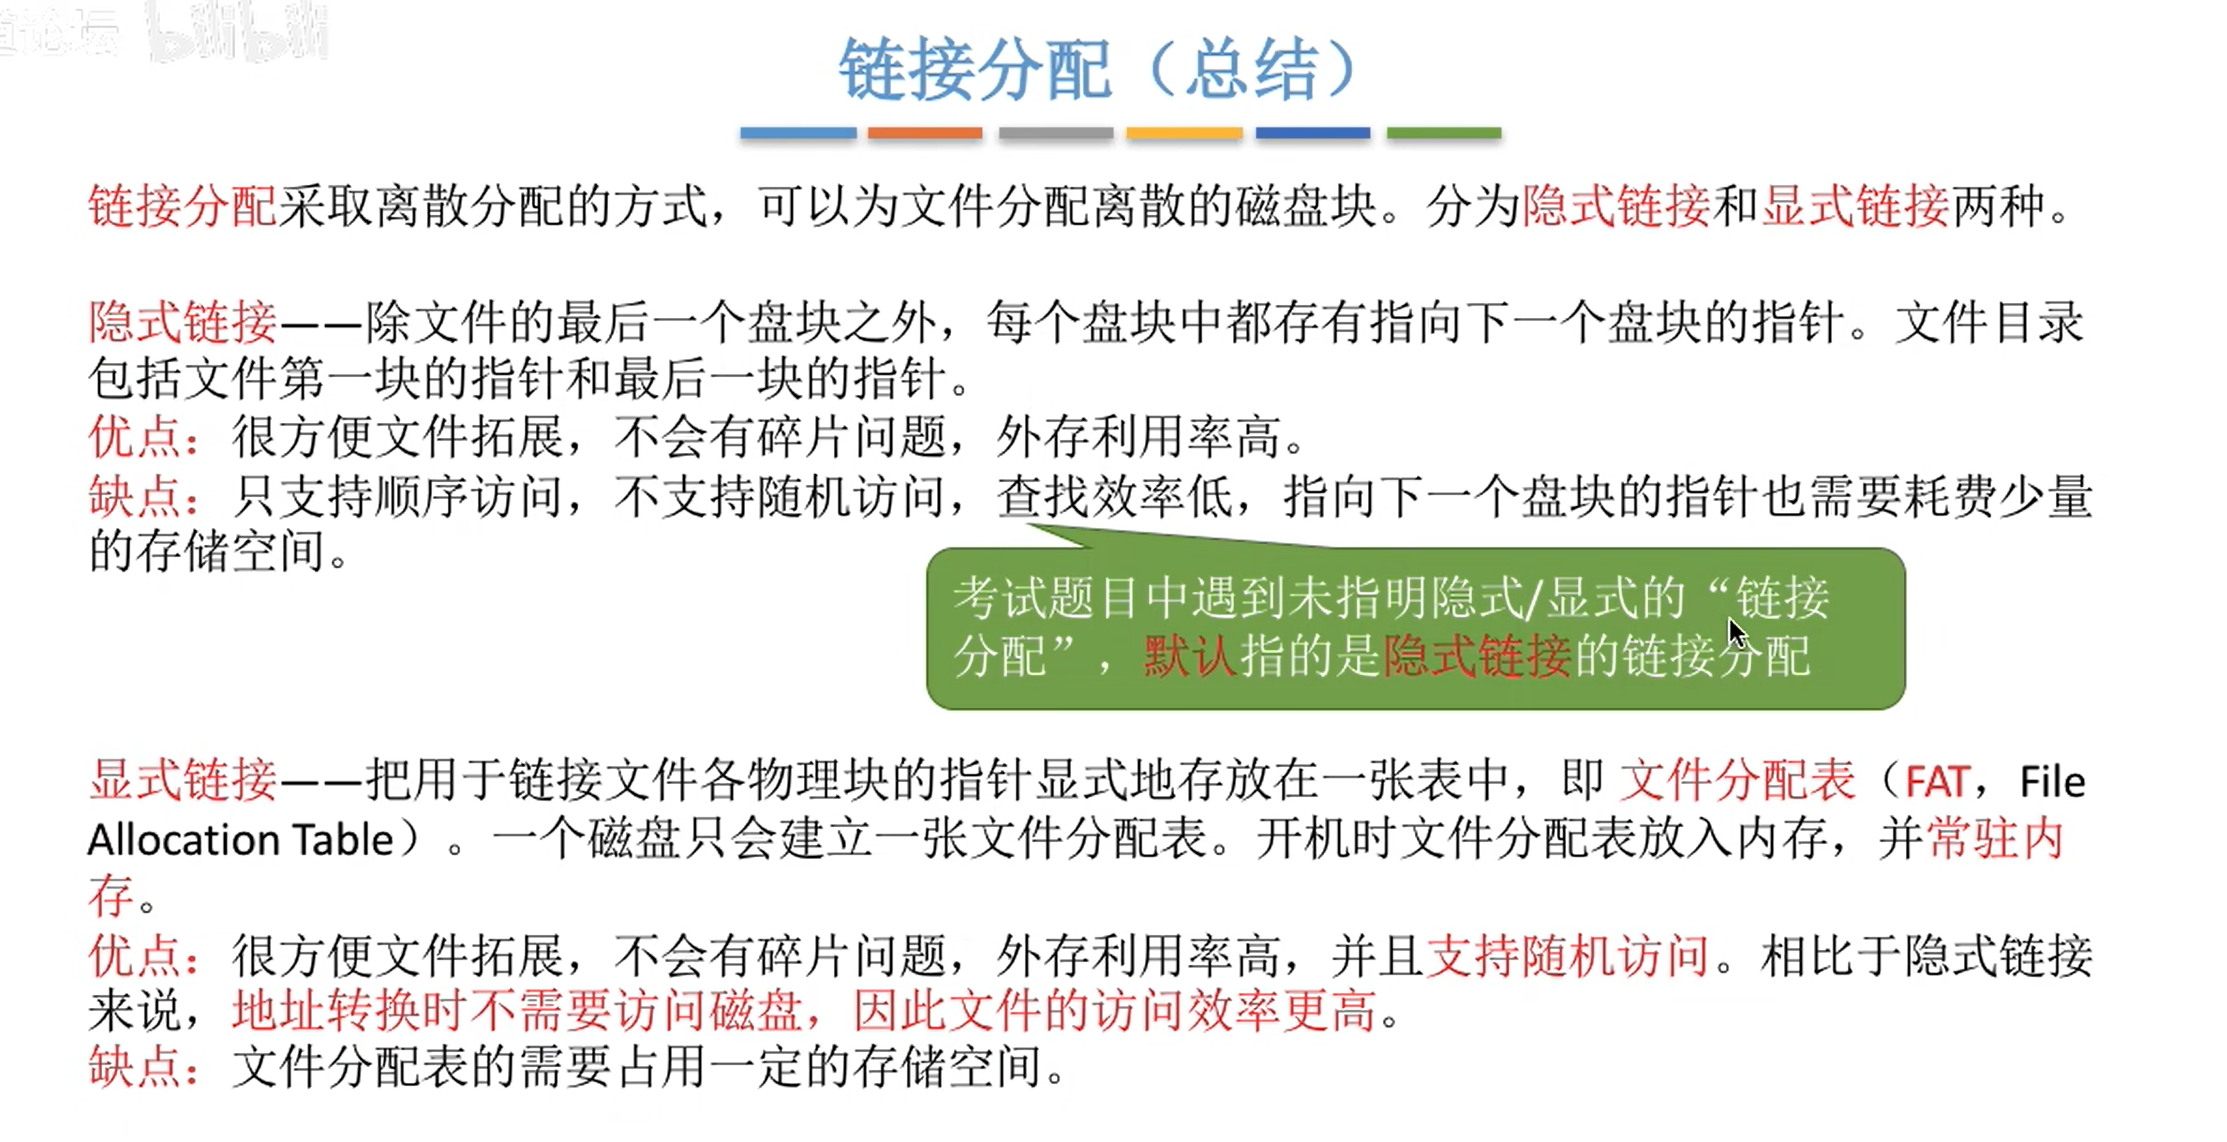 道论坛 bilibili
链接分配（总结）
链接分配采取离散分配的方式，可以为文件分配离散的磁盘块。分为隐式链接和显式链接两种。
隐式链接——除文件的最后一个盘块之外，每个盘块中都存有指向下一个盘块的指针。文件目录
包括文件第一块的指针和最后一块的指针。
优点：很方便文件拓展，不会有碎片问题，外存利用率高。
缺点：只支持顺序访问，不支持随机访问，查找效率低，指向下一个盘块的指针也需要耗费少量
的存储空间。
考试题目中遇到未指明隐式/显式的“链接
分配”，默认指的是隐式链接的链接分配
显式链接——把用于链接文件各物理块的指针显式地存放在一张表中，即 文件分配表（FAT，File
Allocation Table）。一个磁盘只会建立一张文件分配表。开机时文件分配表放入内存，并常驻内
存。
优点：很方便文件拓展，不会有碎片问题，外存利用率高，并且支持随机访问。相比于隐式链接
来说，地址转换时不需要访问磁盘，因此文件的访问效率更高。
缺点：文件分配表的需要占用一定的存储空间。